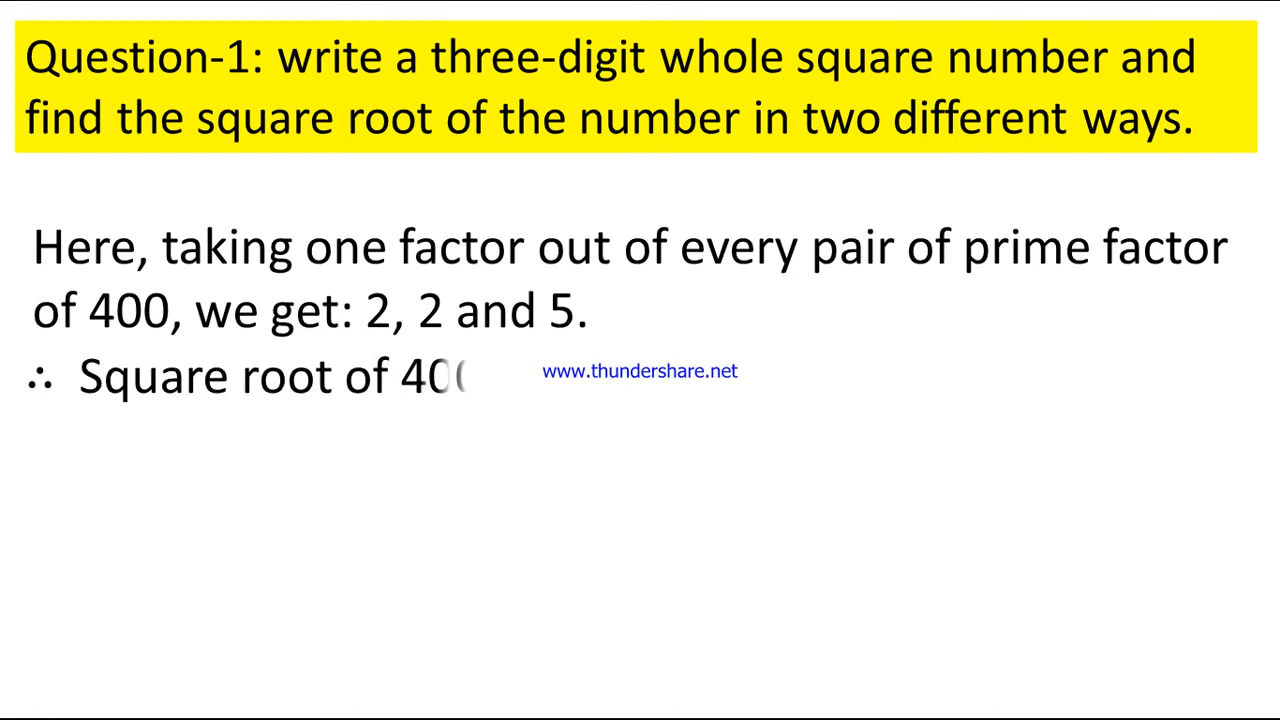 Question-1: write a three-digit whole square number and
find the square root of the number in two different ways.
Here, taking one factor out of every pair of prime factor
of 400, we get: 2, 2 and 5.
∴ Square root of 400
www.thundershare.net